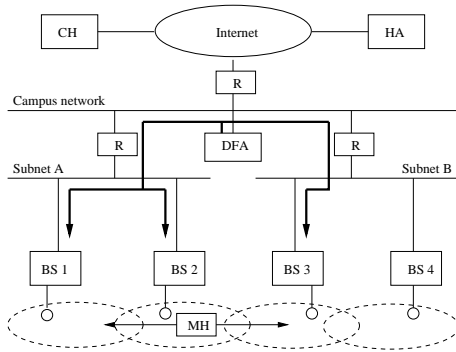 CH
Internet
HA
R
Campus network
R
DFA
R
Subnet A
Subnet B
BS 1
BS 2
BS 3
BS 4
MH